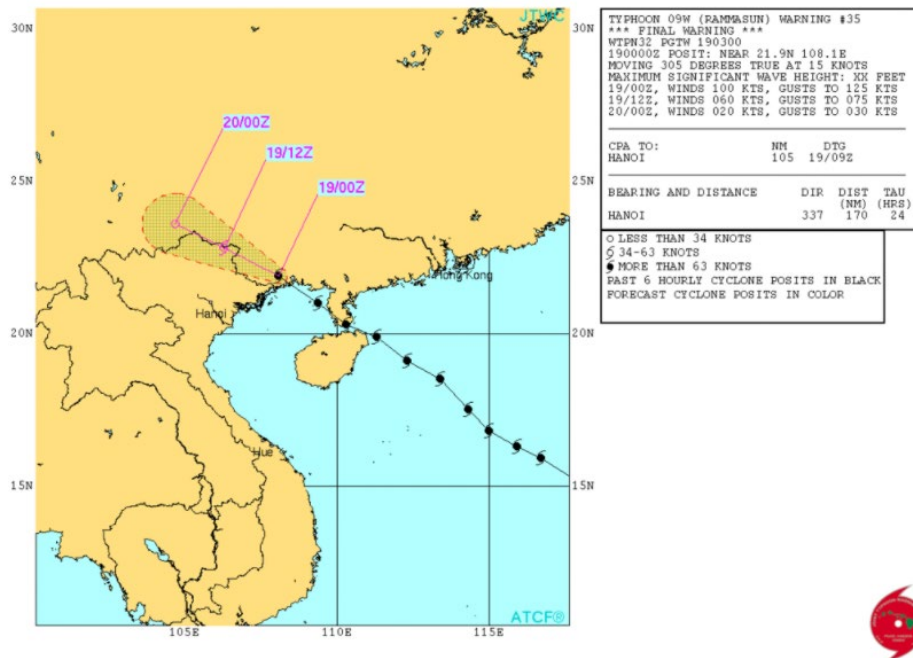 30N
JTWC
30N
20/00Z
19/12Z
19/00Z
25N
25N
Hong Kong
Hanoi
20N
20N
Hue
15N
15N
ATCF®
105E
110E
115E
TYPHOON 09W (RAMMASUN) WARNING #35
*** FINAL WARNING ***
WTPN32 PGTW 190300
190000Z POSIT: NEAR 21.9N 108.1E
MOVING 305 DEGREES TRUE AT 15 KNOTS
MAXIMUM SIGNIFICANT WAVE HEIGHT: XX FEET
19/00Z, WINDS 100 KTS, GUSTS TO 125 KTS
19/12Z, WINDS 060 KTS, GUSTS TO 075 KTS
20/00Z, WINDS 020 KTS, GUSTS TO 030 KTS
CPA TO: NM DTG
HANOI 105 19/09Z
BEARING AND DISTANCE DIR DIST TAU
(NM) (HRS)
HANOI 337 170 24
LESS THAN 34 KNOTS
34-63 KNOTS
MORE THAN 63 KNOTS
PAST 6 HOURLY CYCLONE POSITS IN BLACK
FORECAST CYCLONE POSITS IN COLOR